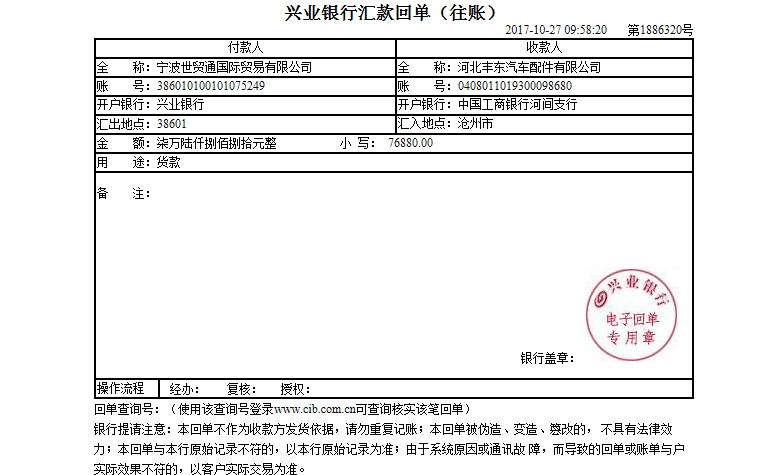 兴业银行汇款回单（往账）
2017-10-27 09:58:20 第1886320号
付款人 收款人
全 称：宁波世贸通国际贸易有限公司 全 称：河北丰东汽车配件有限公司
账 号：386010100101075249 账 号：0408011019300098680
开户银行：兴业银行 开户银行：中国工商银行河间支行
汇出地点：38601 汇入地点：沧州市
金 额：柒万陆仟捌佰捌拾元整 小 写： 76880.00
用 途：货款
备 注：
兴业银行
电子回单
专用章
银行盖章：
操作流程 经办： 复核： 授权：
回单查询号：（使用该查询号登录www.cib.com.cn可查询核实该笔回单）
银行提请注意：本回单不作为收款方发货依据，请勿重复记账；本回单被伪造、变造、篡改的， 不具有法律效
力；本回单与本行原始记录不符的，以本行原始记录为准；由于系统原因或通讯故 障，而导致的回单或账单与户
实际效果不符的，以客户实际交易为准。